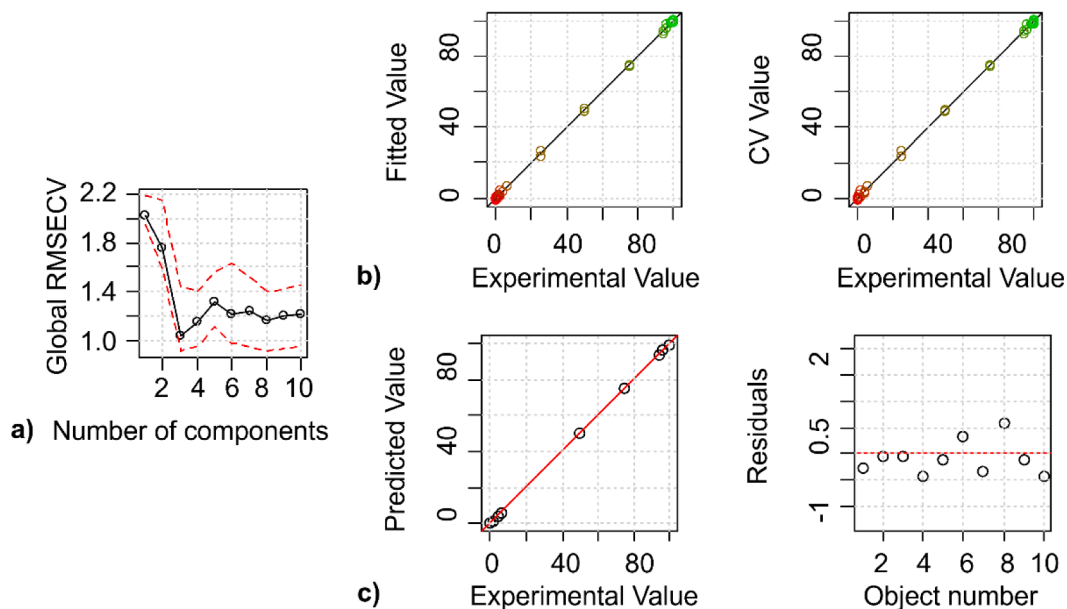 a)
Global RMSECV
2.2
1.8
1.4
1.0
2 4 6 8 10
Number of components
b)
Fitted Value
80
40
0
0 40 80
Experimental Value
CV Value
80
40
0
0 40 80
Experimental Value
c)
Predicted Value
80
40
0
0 40 80
Experimental Value
Residuals
2
0.5
-1
2 4 6 8 10
Object number